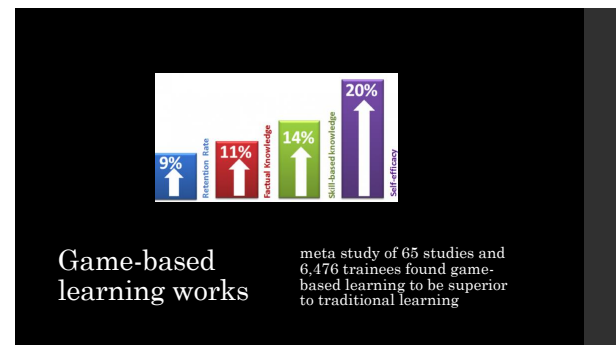 9%
Retention Rate
11%
Factual Knowledge
14%
Skill-based knowledge
20%
Self-efficacy
Game-based
learning works
meta study of 65 studies and
6,476 trainees found game-
based learning to be superior
to traditional learning